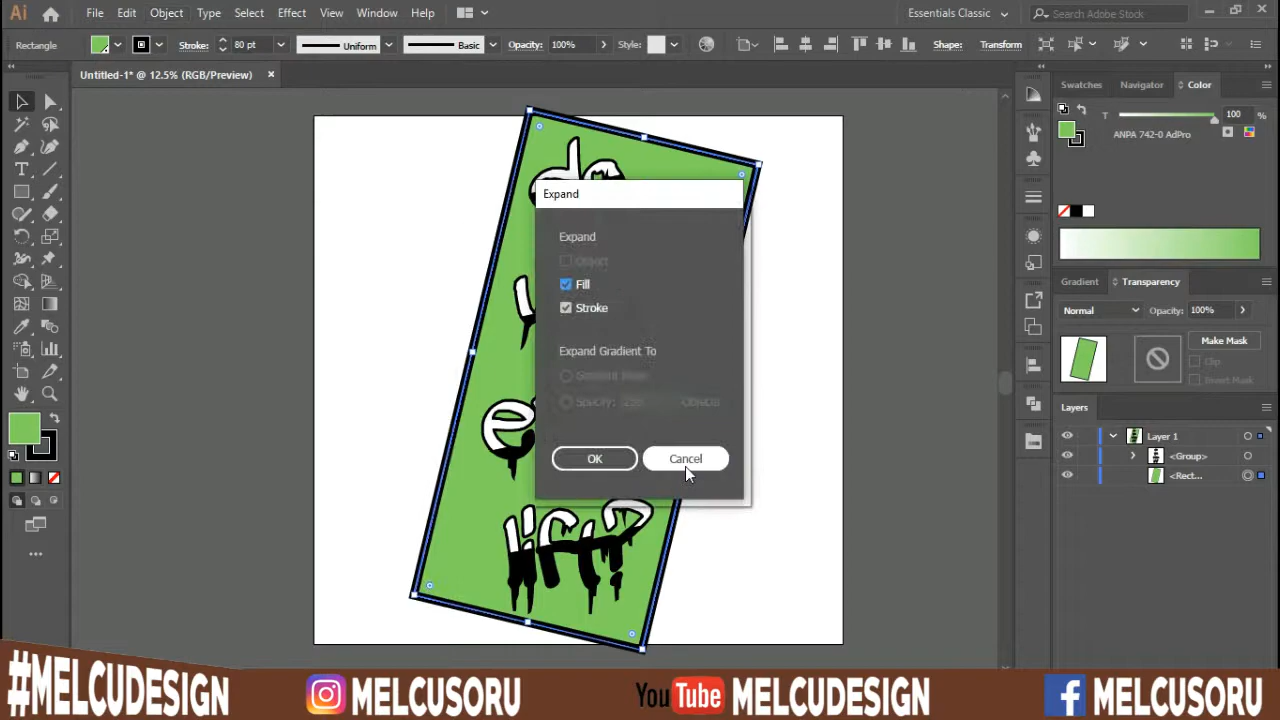 Ai File Edit Object Type Select Effect View Window Help Essentials Classic Search Adobe Stock
Rectangle Stroke: 80 pt Uniform Basic Opacity: 100% Style: Shape: Transform
Untitled-1* @ 12.5% (RGB/Preview)
Swatches Navigator Color
T 100 %
ANPA 742-0 AdPro
do
Expand
Expand
Object
Fill
Stroke
Expand Gradient To
Gradient Mesh
Specify: 255 Objects
OK Cancel
lift?
Gradient Transparency
Normal Opacity: 100%
Make Mask
Clip
Invert Mask
Layers
Layer 1
<Group>
<Rect...
#MELCUDESIGN MELCUSORU YouTube MELCUDESIGN f MELCUSORU